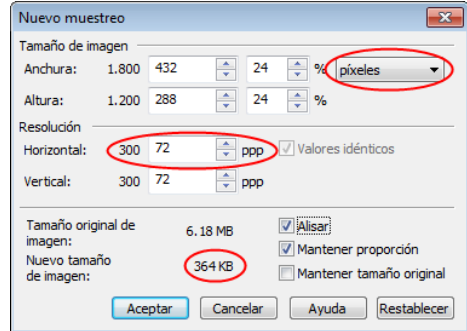 Nuevo muestreo
Tamaño de imagen
Anchura: 1.800 432 24 % píxeles
Altura: 1.200 288 24 %
Resolución
Horizontal: 300 72 ppp Valores idénticos
Vertical: 300 72 ppp
Tamaño original de imagen: 6.18 MB Alisar
Nuevo tamaño de imagen: 364 KB Mantener proporción
Mantener tamaño original
Aceptar Cancelar Ayuda Restablecer